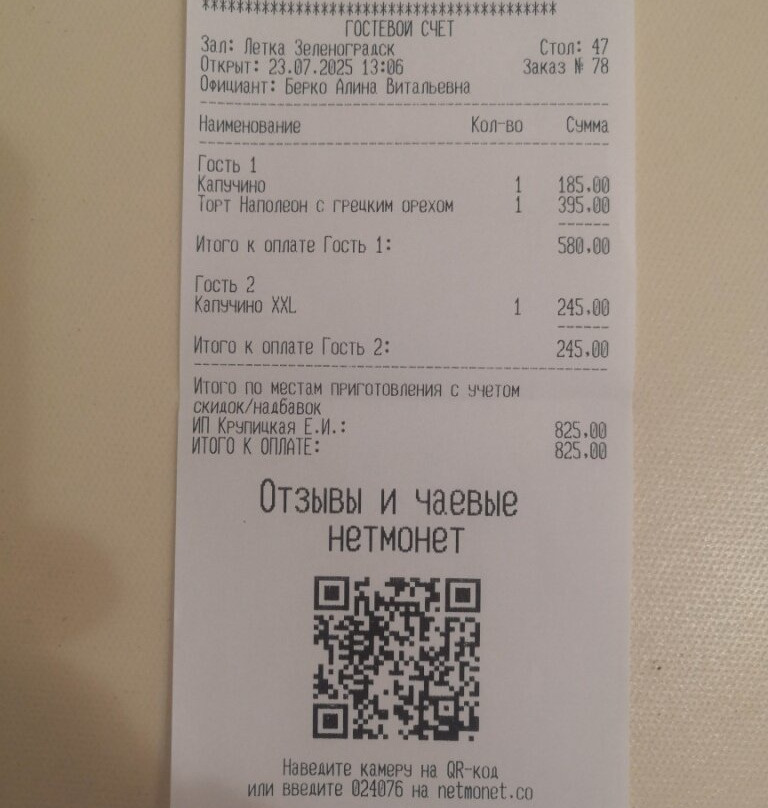 ******************************************
ГОСТЕВОЙ СЧЕТ
Зал: Летка Зеленоградск Стол: 47
Открыт: 23.07.2025 13:06 Заказ № 78
Официант: Берко Алина Витальевна
Наименование Кол-во Сумма
Гость 1
Капучино 1 185.00
Торт Наполеон с грецким орехом 1 395.00
Итого к оплате Гость 1: 580.00
Гость 2
Капучино XXL 1 245.00
Итого к оплате Гость 2: 245.00
Итого по местам приготовления с учетом
скидок/надбавок
ИП Крупицкая Е.И.: 825.00
ИТОГО К ОПЛАТЕ: 825.00
Отзывы и чаевые
нетмонет
Наведите камеру на QR-код
или введите 024076 на netmonet.co